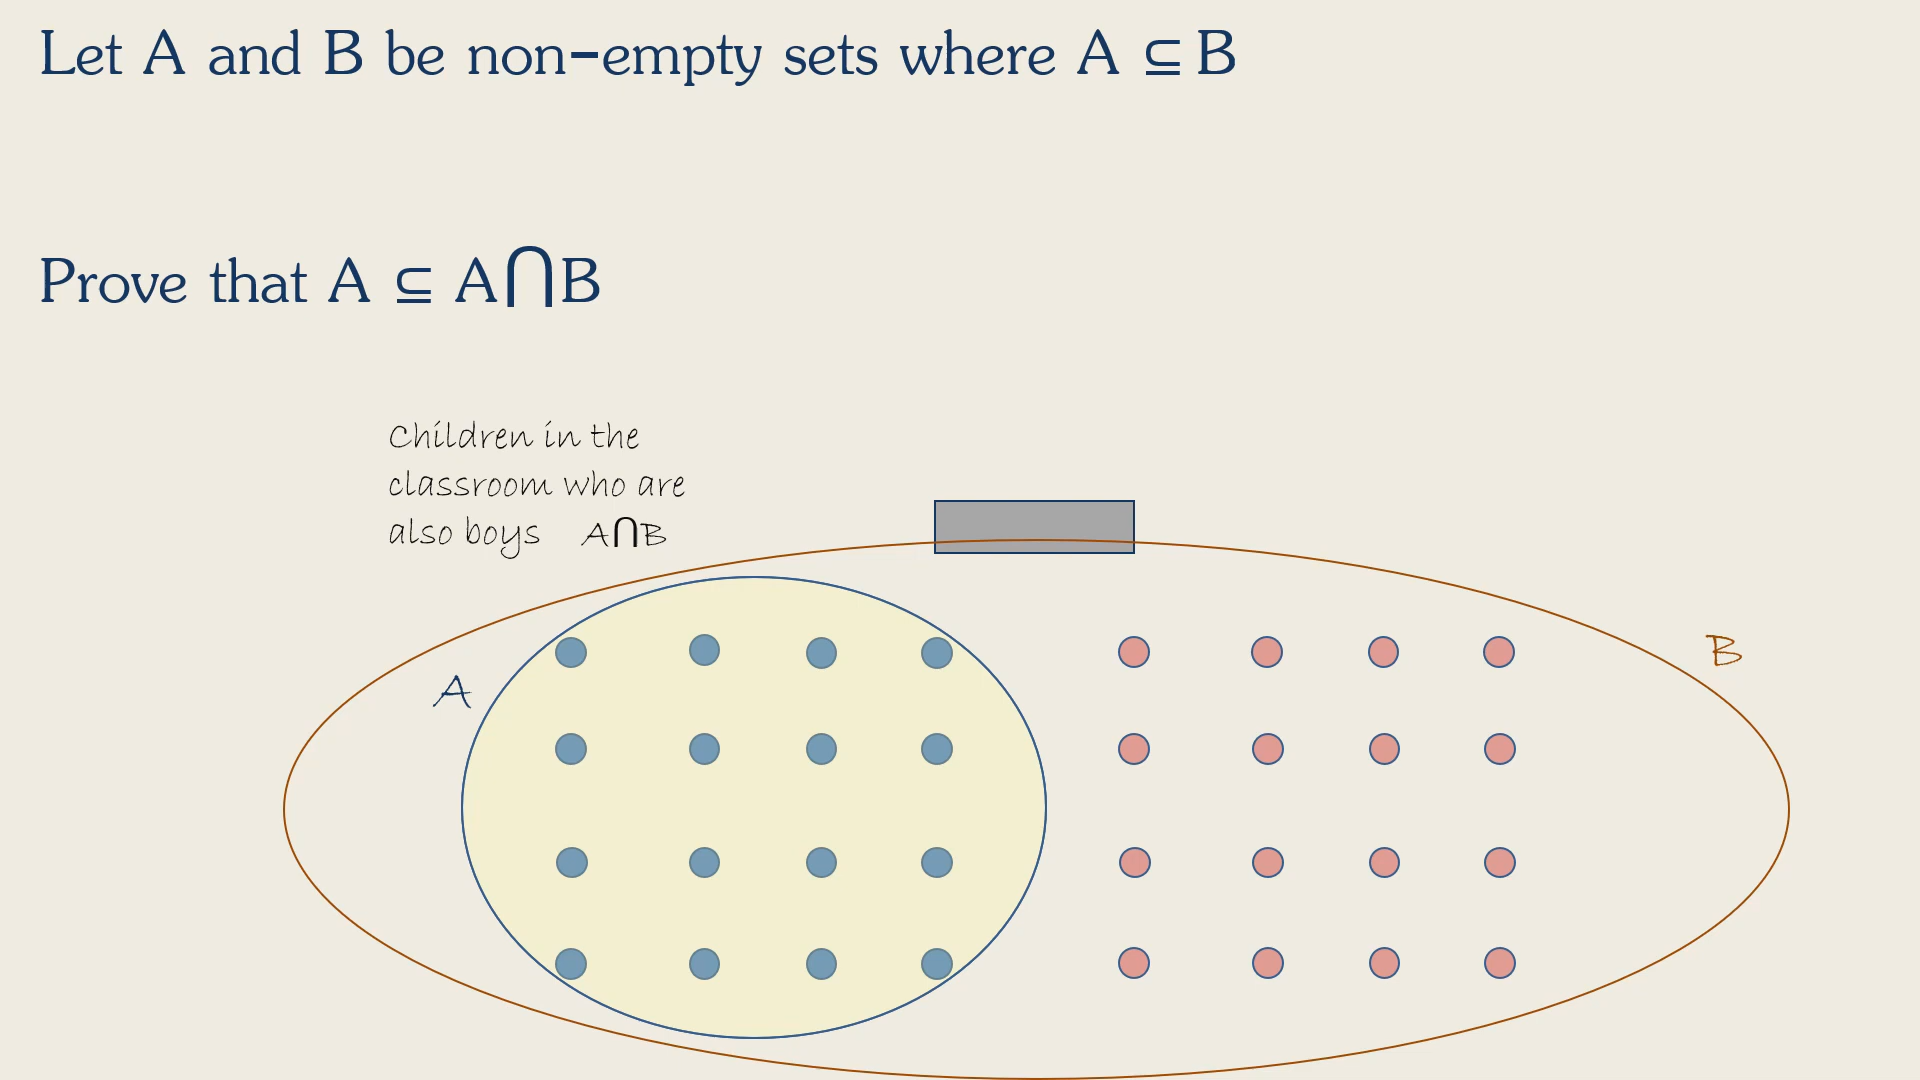 Let A and B be non-empty sets where A ⊆ B
Prove that A ⊆ A⋂B
Children in the
classroom who are
also boys A⋂B
A
B